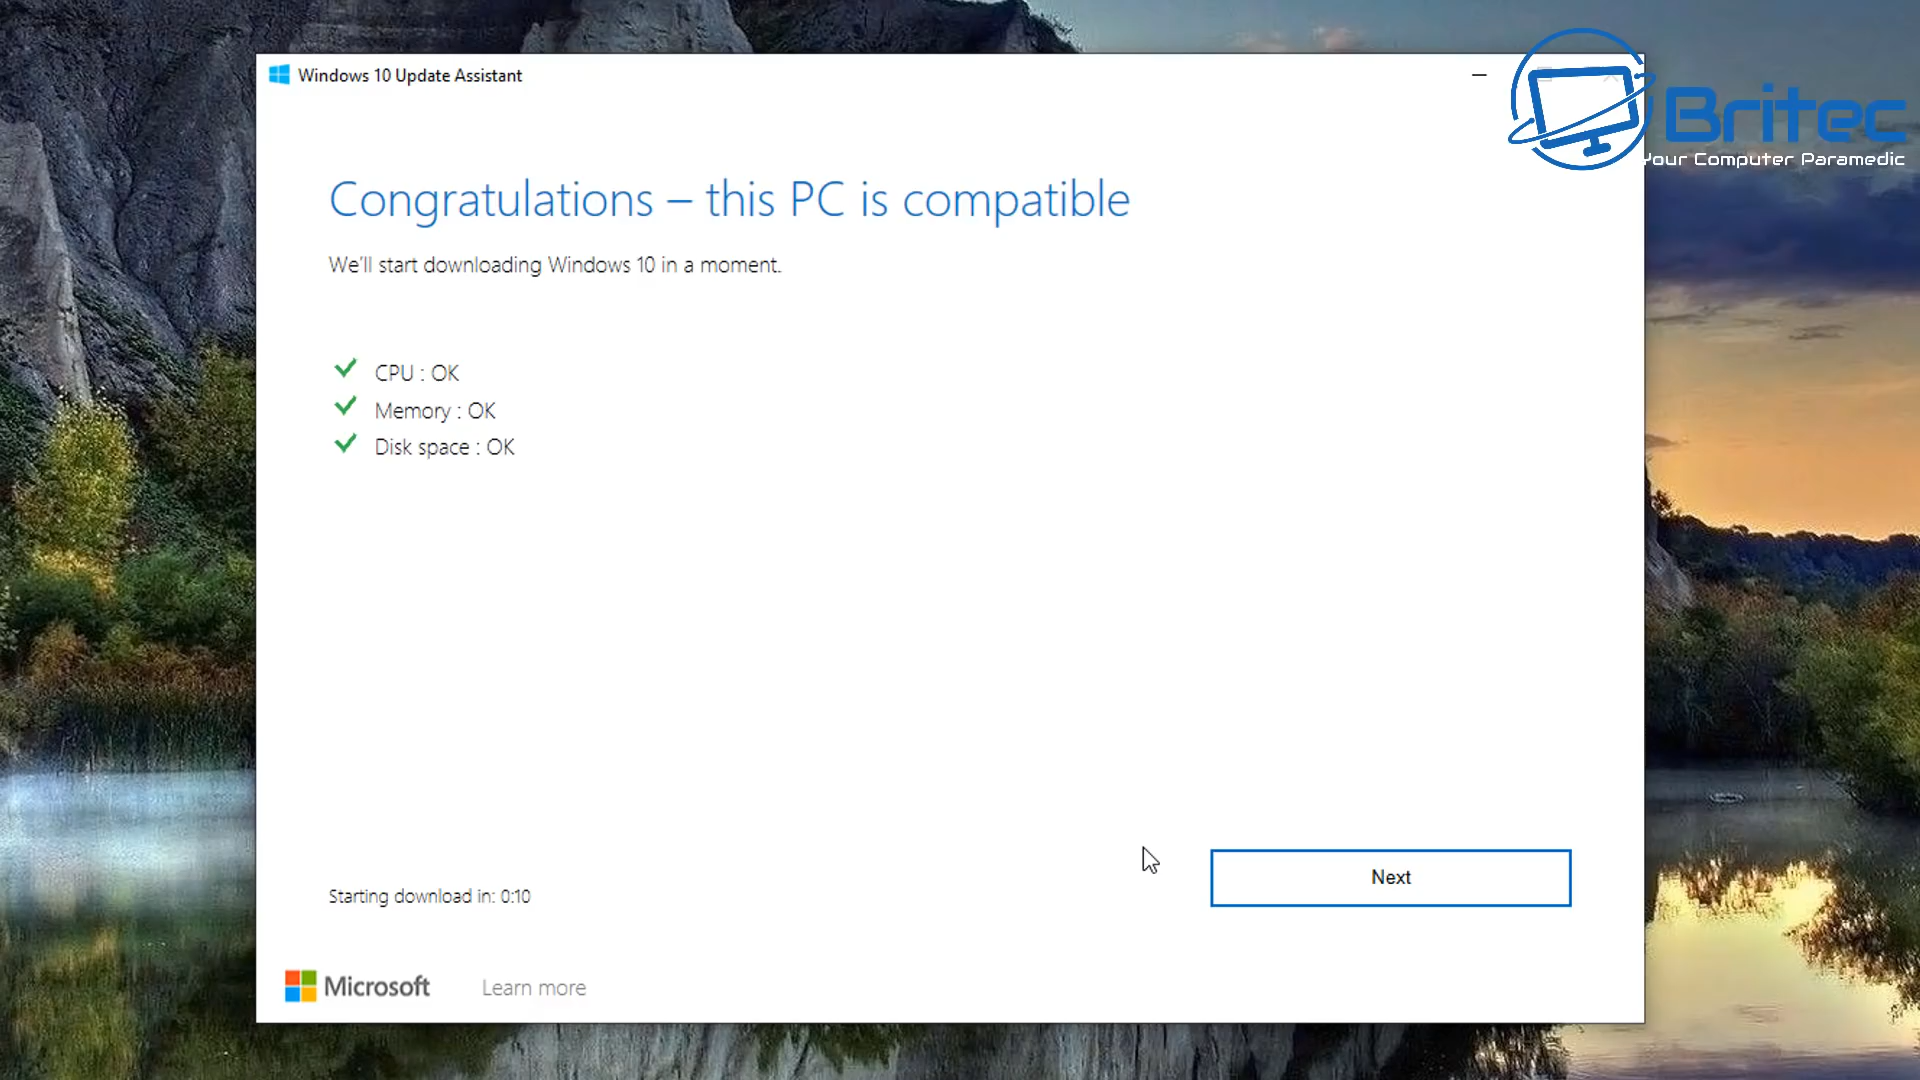 Windows 10 Update Assistant
Britec
Your Computer Paramedic
Congratulations – this PC is compatible
We'll start downloading Windows 10 in a moment.
CPU : OK
Memory : OK
Disk space : OK
Next
Starting download in: 0:10
Microsoft
Learn more